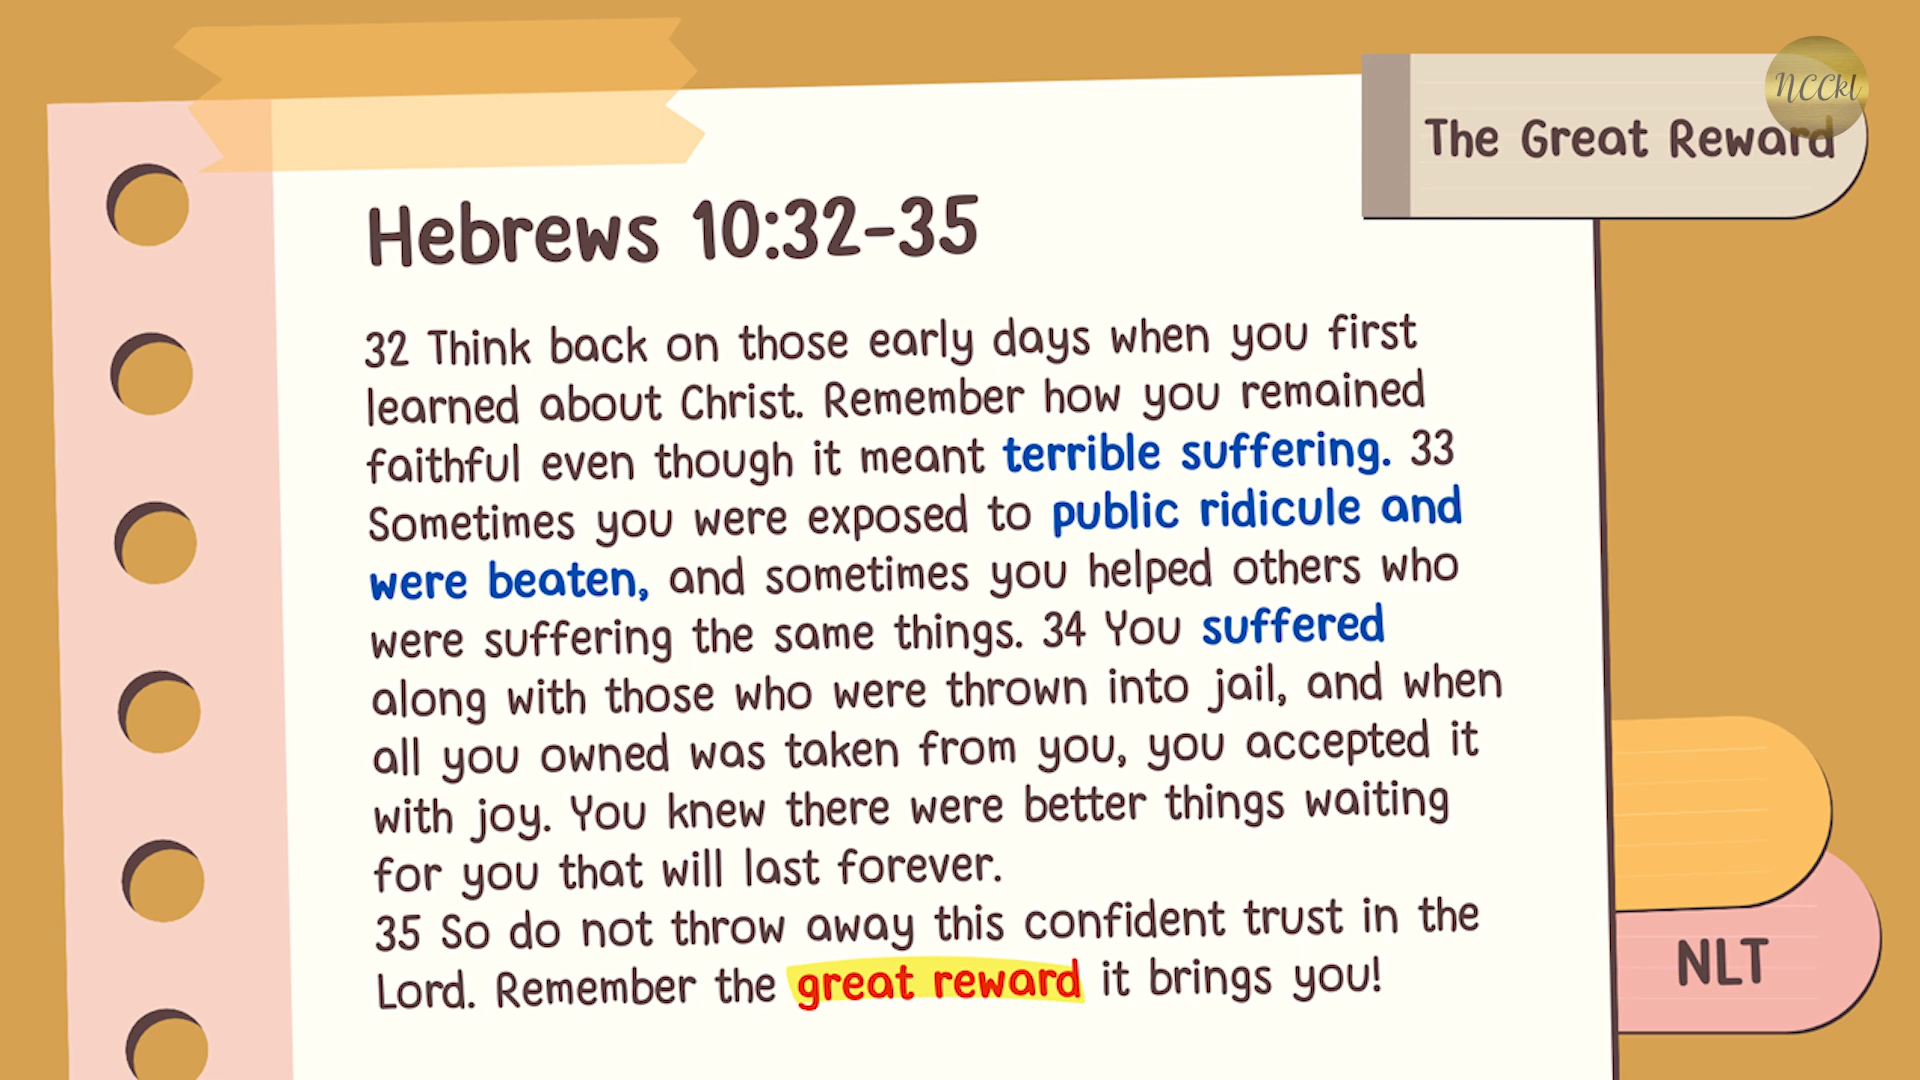 NCCkl
The Great Reward
Hebrews 10:32-35
32 Think back on those early days when you first
learned about Christ. Remember how you remained
faithful even though it meant terrible suffering. 33
Sometimes you were exposed to public ridicule and
were beaten, and sometimes you helped others who
were suffering the same things. 34 You suffered
along with those who were thrown into jail, and when
all you owned was taken from you, you accepted it
with joy. You knew there were better things waiting
for you that will last forever.
35 So do not throw away this confident trust in the
Lord. Remember the great reward it brings you!
NLT